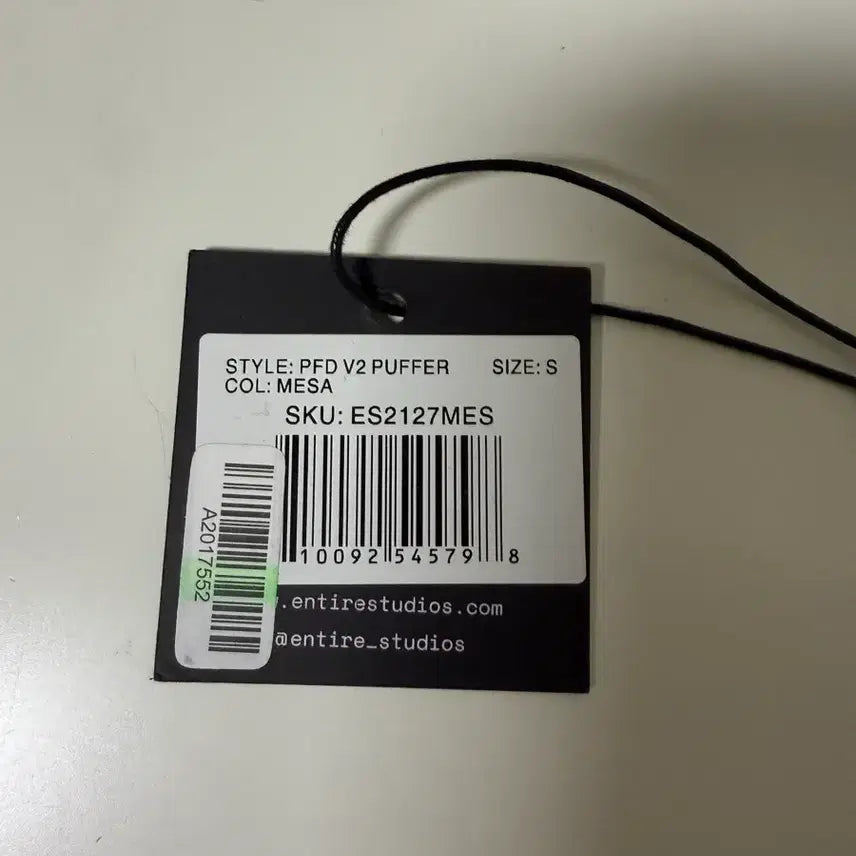 STYLE: PFD V2 PUFFER SIZE: S
COL: MESA
SKU: ES2127MES
10092 54579 8
A2017552
.entirestudios.com
@entire_studios